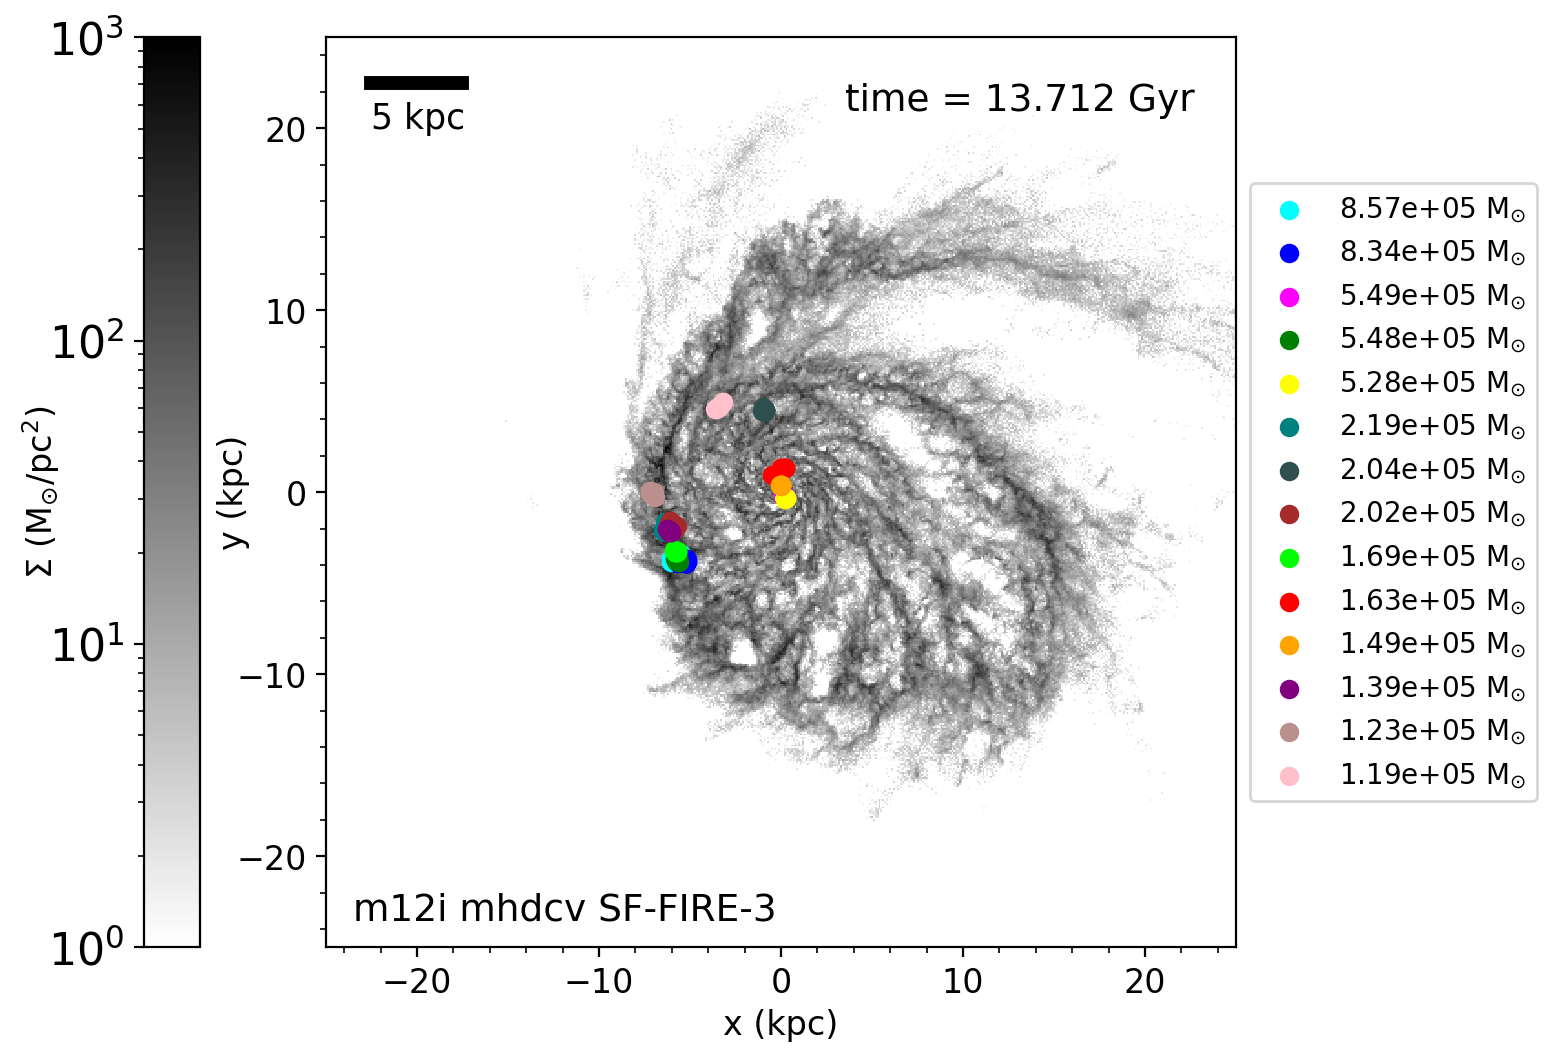 10³
10²
10¹
10⁰
Σ (M☉/pc²)
y (kpc)
20
10
0
−10
−20
5 kpc
time = 13.712 Gyr
m12i mhdcv SF-FIRE-3
−20
−10
0
10
20
x (kpc)
8.57e+05 M☉
8.34e+05 M☉
5.49e+05 M☉
5.48e+05 M☉
5.28e+05 M☉
2.19e+05 M☉
2.04e+05 M☉
2.02e+05 M☉
1.69e+05 M☉
1.63e+05 M☉
1.49e+05 M☉
1.39e+05 M☉
1.23e+05 M☉
1.19e+05 M☉